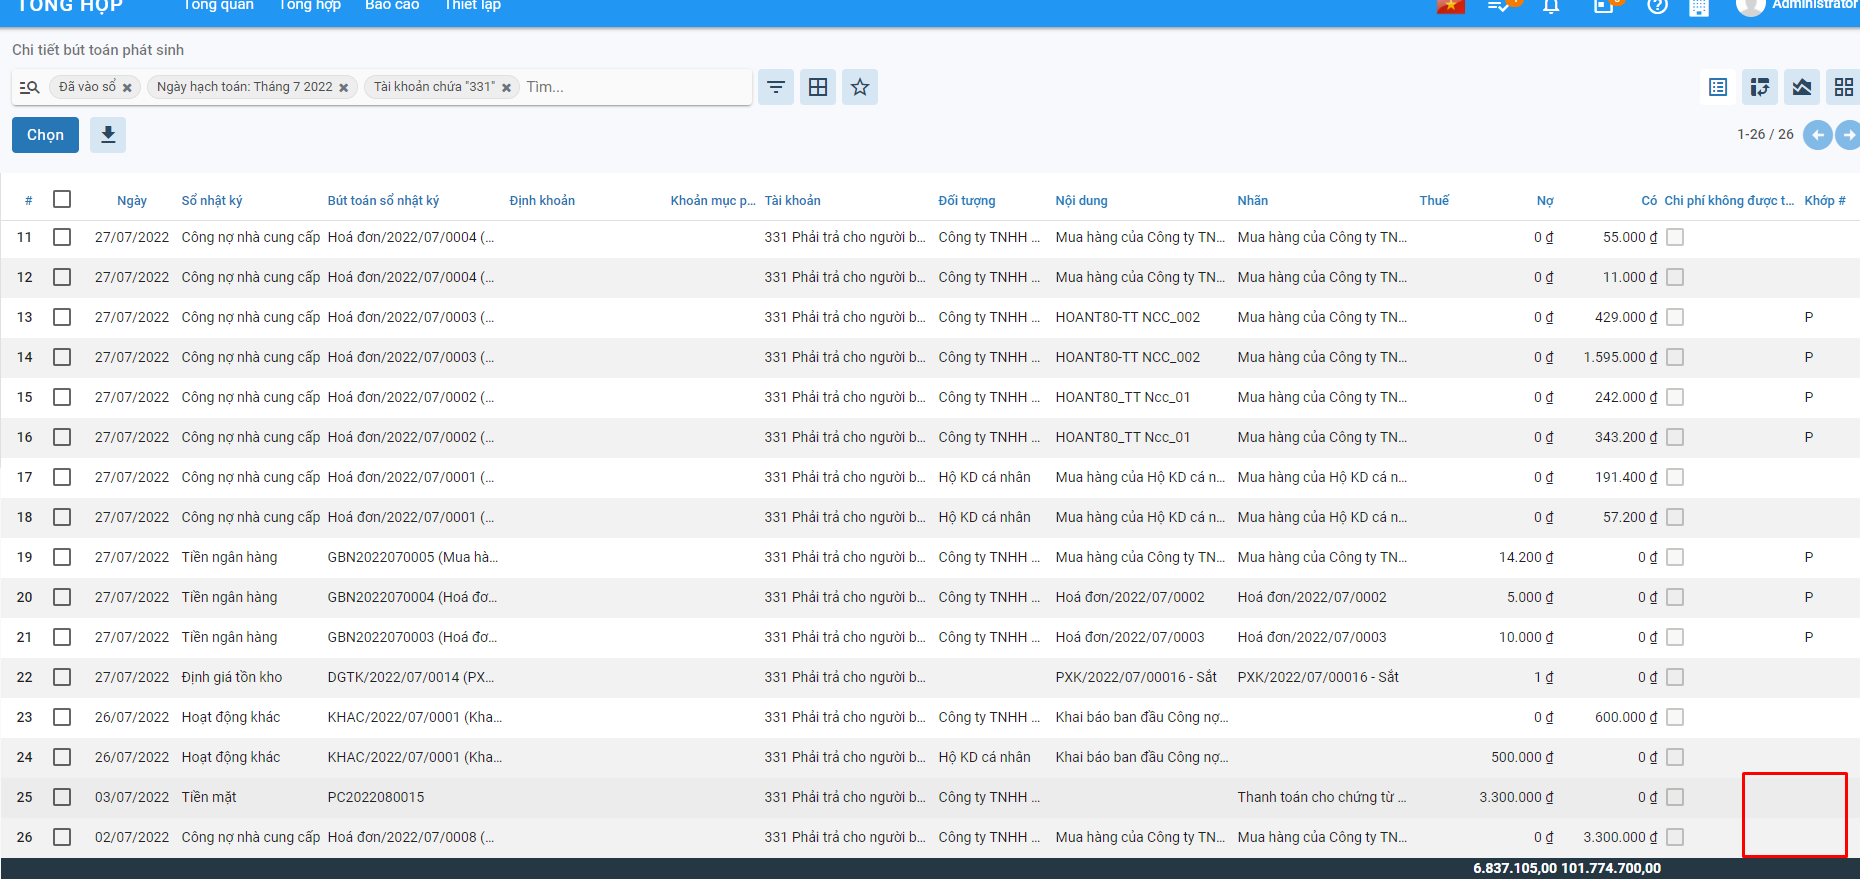 TỔNG HỢP Tổng quan Tổng hợp Báo cáo Thiết lập Administrator
Chi tiết bút toán phát sinh
Đã vào sổ × Ngày hạch toán: Tháng 7 2022 × Tài khoản chứa "331" × Tìm...
Chọn 1-26 / 26
# Ngày Sổ nhật ký Bút toán sổ nhật ký Định khoản Khoản mục p... Tài khoản Đối tượng Nội dung Nhãn Thuế Nợ Có Chi phí không được t... Khớp #
11 27/07/2022 Công nợ nhà cung cấp Hoá đơn/2022/07/0004 (... 331 Phải trả cho người b... Công ty TNHH ... Mua hàng của Công ty TN... Mua hàng của Công ty TN... 0 ₫ 55.000 ₫
12 27/07/2022 Công nợ nhà cung cấp Hoá đơn/2022/07/0004 (... 331 Phải trả cho người b... Công ty TNHH ... Mua hàng của Công ty TN... Mua hàng của Công ty TN... 0 ₫ 11.000 ₫
13 27/07/2022 Công nợ nhà cung cấp Hoá đơn/2022/07/0003 (... 331 Phải trả cho người b... Công ty TNHH ... HOANT80-TT NCC_002 Mua hàng của Công ty TN... 0 ₫ 429.000 ₫ P
14 27/07/2022 Công nợ nhà cung cấp Hoá đơn/2022/07/0003 (... 331 Phải trả cho người b... Công ty TNHH ... HOANT80-TT NCC_002 Mua hàng của Công ty TN... 0 ₫ 1.595.000 ₫ P
15 27/07/2022 Công nợ nhà cung cấp Hoá đơn/2022/07/0002 (... 331 Phải trả cho người b... Công ty TNHH ... HOANT80_TT Ncc_01 Mua hàng của Công ty TN... 0 ₫ 242.000 ₫ P
16 27/07/2022 Công nợ nhà cung cấp Hoá đơn/2022/07/0002 (... 331 Phải trả cho người b... Công ty TNHH ... HOANT80_TT Ncc_01 Mua hàng của Công ty TN... 0 ₫ 343.200 ₫ P
17 27/07/2022 Công nợ nhà cung cấp Hoá đơn/2022/07/0001 (... 331 Phải trả cho người b... Hộ KD cá nhân Mua hàng của Hộ KD cá n... Mua hàng của Hộ KD cá n... 0 ₫ 191.400 ₫
18 27/07/2022 Công nợ nhà cung cấp Hoá đơn/2022/07/0001 (... 331 Phải trả cho người b... Hộ KD cá nhân Mua hàng của Hộ KD cá n... Mua hàng của Hộ KD cá n... 0 ₫ 57.200 ₫
19 27/07/2022 Tiền ngân hàng GBN2022070005 (Mua hà... 331 Phải trả cho người b... Công ty TNHH ... Mua hàng của Công ty TN... Mua hàng của Công ty TN... 14.200 ₫ 0 ₫ P
20 27/07/2022 Tiền ngân hàng GBN2022070004 (Hoá đơ... 331 Phải trả cho người b... Công ty TNHH ... Hoá đơn/2022/07/0002 Hoá đơn/2022/07/0002 5.000 ₫ 0 ₫ P
21 27/07/2022 Tiền ngân hàng GBN2022070003 (Hoá đơ... 331 Phải trả cho người b... Công ty TNHH ... Hoá đơn/2022/07/0003 Hoá đơn/2022/07/0003 10.000 ₫ 0 ₫ P
22 27/07/2022 Định giá tồn kho DGTK/2022/07/0014 (PX... 331 Phải trả cho người b... PXK/2022/07/00016 - Sắt PXK/2022/07/00016 - Sắt 1 ₫ 0 ₫
23 26/07/2022 Hoạt động khác KHAC/2022/07/0001 (Kha... 331 Phải trả cho người b... Công ty TNHH ... Khai báo ban đầu Công nợ... 0 ₫ 600.000 ₫
24 26/07/2022 Hoạt động khác KHAC/2022/07/0001 (Kha... 331 Phải trả cho người b... Hộ KD cá nhân Khai báo ban đầu Công nợ... 500.000 ₫ 0 ₫
25 03/07/2022 Tiền mặt PC2022080015 331 Phải trả cho người b... Công ty TNHH ... Thanh toán cho chứng từ ... 3.300.000 ₫ 0 ₫
26 02/07/2022 Công nợ nhà cung cấp Hoá đơn/2022/07/0008 (... 331 Phải trả cho người b... Công ty TNHH ... Mua hàng của Công ty TN... Mua hàng của Công ty TN... 0 ₫ 3.300.000 ₫
6.837.105,00 101.774.700,00